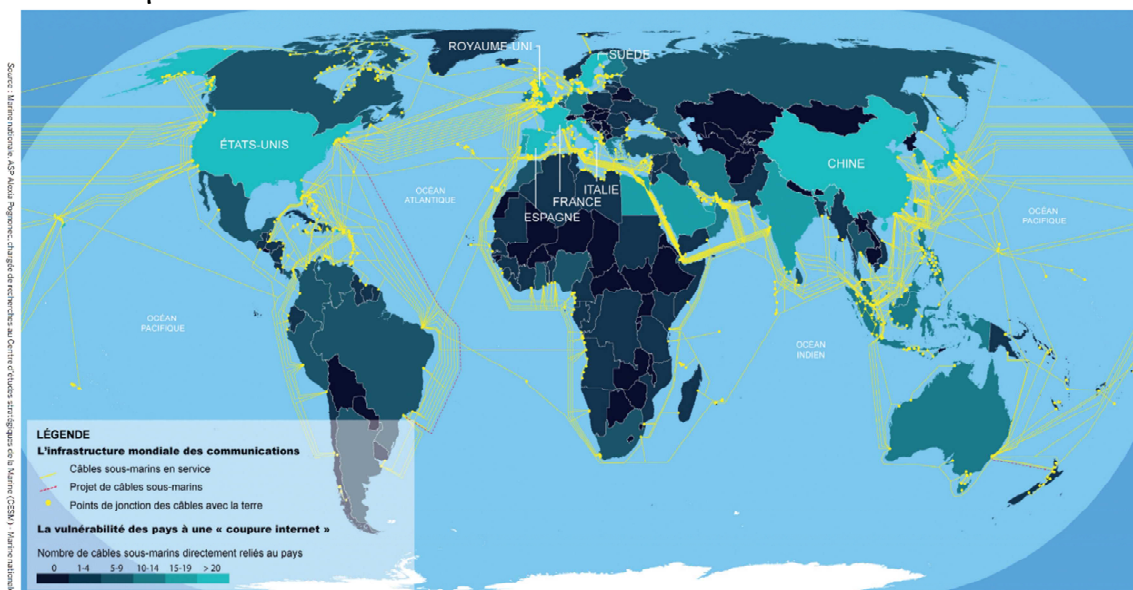 ROYAUME-UNI
SUÈDE
ÉTATS-UNIS
CHINE
OCÉAN
ATLANTIQUE
ITALIE
FRANCE
ESPAGNE
OCÉAN
PACIFIQUE
OCÉAN
PACIFIQUE
OCÉAN
INDIEN
LÉGENDE
L'infrastructure mondiale des communications
Câbles sous-marins en service
Projet de câbles sous-marins
Points de jonction des câbles avec la terre
La vulnérabilité des pays à une « coupure internet »
Nombre de câbles sous-marins directement reliés au pays
0 1-4 5-9 10-14 15-19 > 20
Source : Marine nationale, ASP Alexia Pognonec, chargée de recherches au Centre d'études stratégiques de la Marine (CESM) - Marine nationale